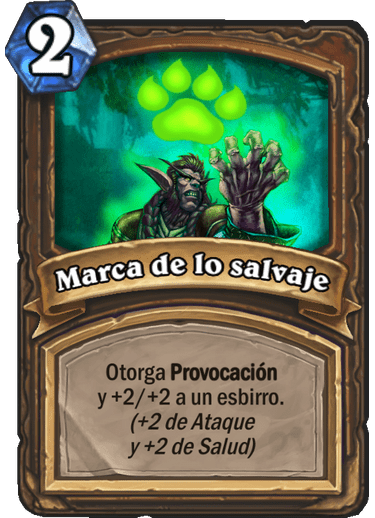 2
Marca de lo salvaje
Otorga Provocación
y +2/+2 a un esbirro.
(+2 de Ataque
y +2 de Salud)